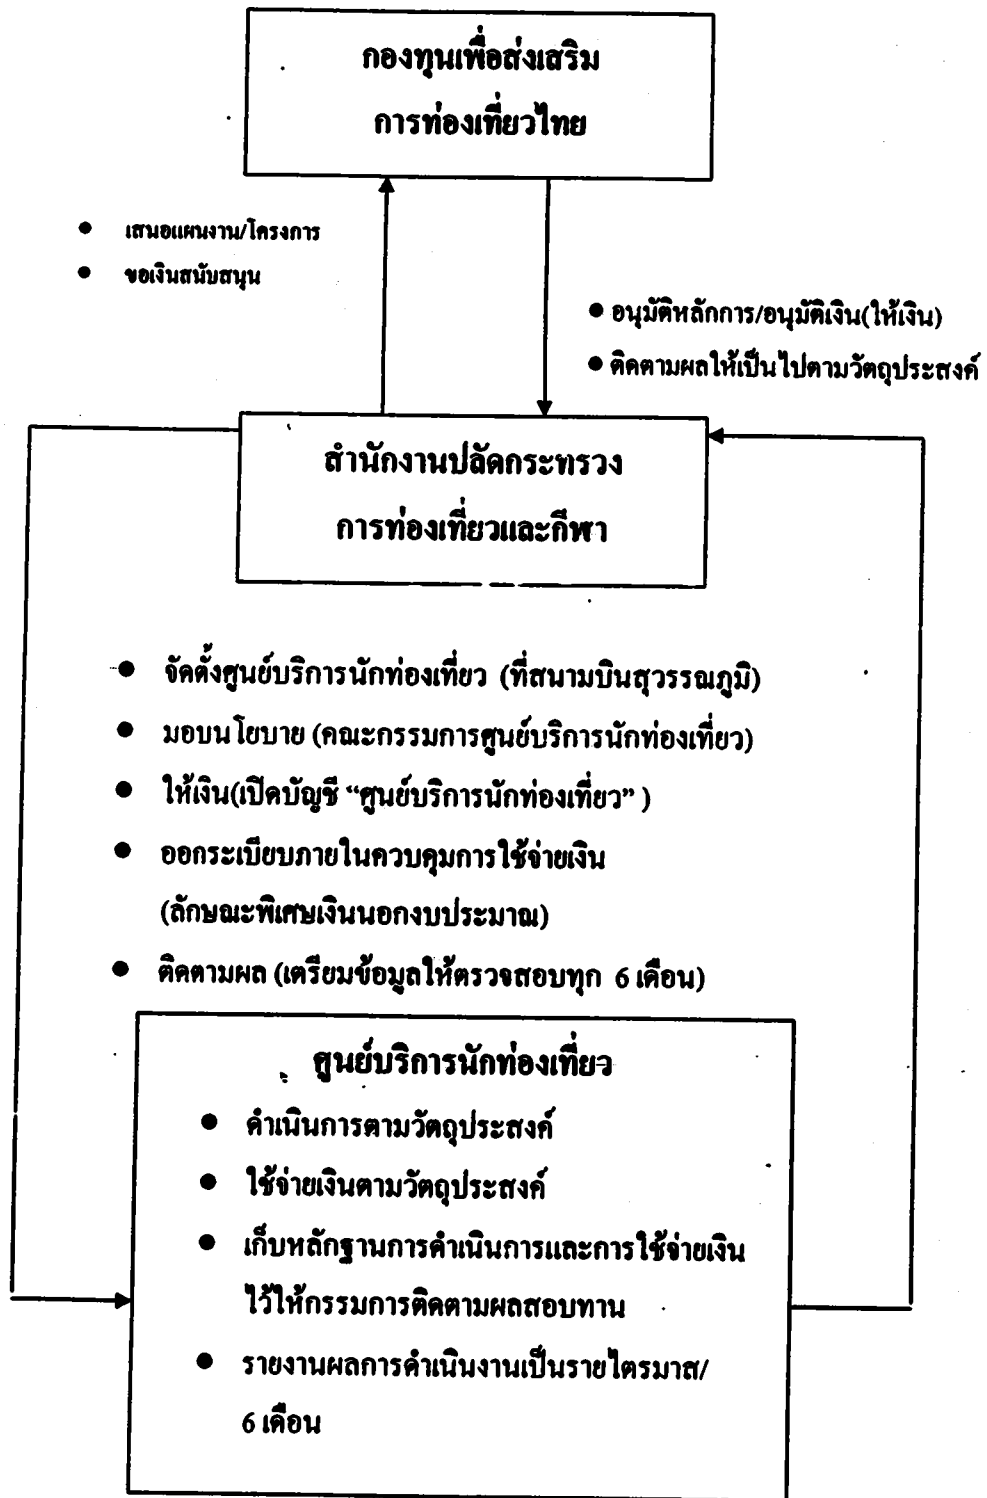 กองทุนเพื่อส่งเสริม
การท่องเที่ยวไทย
● เสนอแผนงาน/โครงการ
● ขอเงินสนับสนุน
● อนุมัติหลักการ/อนุมัติเงิน(ให้เงิน)
● ติดตามผลให้เป็นไปตามวัตถุประสงค์
สำนักงานปลัดกระทรวง
การท่องเที่ยวและกีฬา
● จัดตั้งศูนย์บริการนักท่องเที่ยว (ที่สนามบินสุวรรณภูมิ)
● มอบนโยบาย (คณะกรรมการศูนย์บริการนักท่องเที่ยว)
● ให้เงิน(เปิดบัญชี “ศูนย์บริการนักท่องเที่ยว” )
● ออกระเบียบภายในควบคุมการใช้จ่ายเงิน
(ลักษณะพิเศษเงินนอกงบประมาณ)
● ติดตามผล (เตรียมข้อมูลให้ตรวจสอบทุก 6 เดือน)
ศูนย์บริการนักท่องเที่ยว
● ดำเนินการตามวัตถุประสงค์
● ใช้จ่ายเงินตามวัตถุประสงค์
● เก็บหลักฐานการดำเนินการและการใช้จ่ายเงิน
ไว้ให้กรรมการติดตามผลสอบทาน
● รายงานผลการดำเนินงานเป็นรายไตรมาส/
6 เดือน